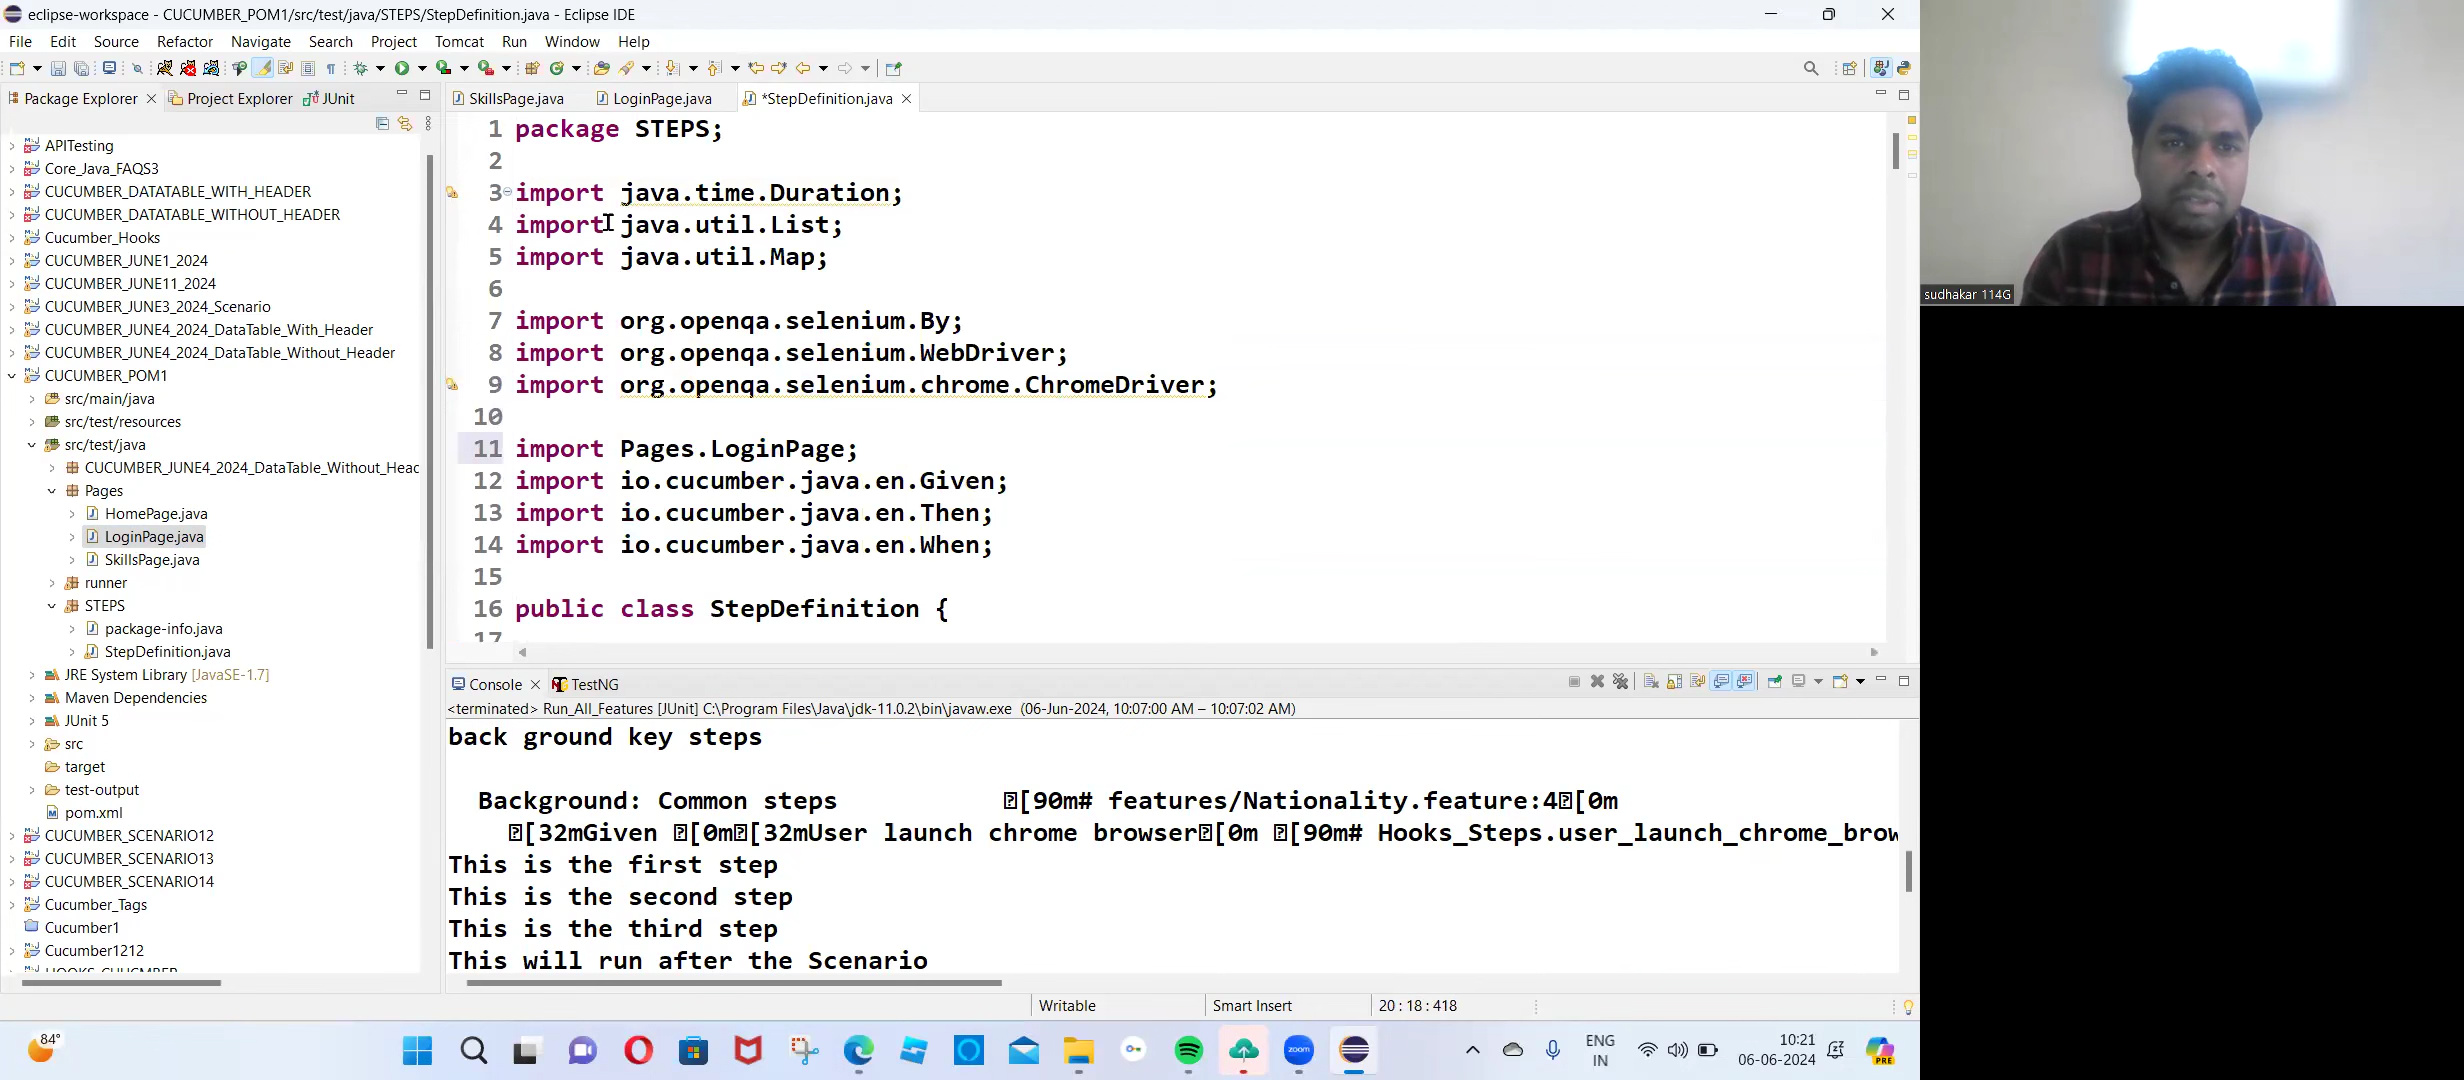 eclipse-workspace - CUCUMBER_POM1/src/test/java/STEPS/StepDefinition.java - Eclipse IDE
File Edit Source Refactor Navigate Search Project Tomcat Run Window Help
Package Explorer Project Explorer JUnit
SkillsPage.java LoginPage.java *StepDefinition.java
APITesting
Core_Java_FAQS3
CUCUMBER_DATATABLE_WITH_HEADER
CUCUMBER_DATATABLE_WITHOUT_HEADER
Cucumber_Hooks
CUCUMBER_JUNE1_2024
CUCUMBER_JUNE11_2024
CUCUMBER_JUNE3_2024_Scenario
CUCUMBER_JUNE4_2024_DataTable_With_Header
CUCUMBER_JUNE4_2024_DataTable_Without_Header
CUCUMBER_POM1
src/main/java
src/test/resources
src/test/java
CUCUMBER_JUNE4_2024_DataTable_Without_Head
Pages
HomePage.java
LoginPage.java
SkillsPage.java
runner
STEPS
package-info.java
StepDefinition.java
JRE System Library [JavaSE-1.7]
Maven Dependencies
JUnit 5
src
target
test-output
pom.xml
CUCUMBER_SCENARIO12
CUCUMBER_SCENARIO13
CUCUMBER_SCENARIO14
Cucumber_Tags
Cucumber1
Cucumber1212
1 package STEPS;
2
3 import java.time.Duration;
4 import java.util.List;
5 import java.util.Map;
6
7 import org.openqa.selenium.By;
8 import org.openqa.selenium.WebDriver;
9 import org.openqa.selenium.chrome.ChromeDriver;
10
11 import Pages.LoginPage;
12 import io.cucumber.java.en.Given;
13 import io.cucumber.java.en.Then;
14 import io.cucumber.java.en.When;
15
16 public class StepDefinition {
17
Console TestNG
<terminated> Run_All_Features [JUnit] C:\Program Files\Java\jdk-11.0.2\bin\javaw.exe (06-Jun-2024, 10:07:00 AM – 10:07:02 AM)
back ground key steps
Background: Common steps [90m# features/Nationality.feature:4[0m
[32mGiven [0m[32mUser launch chrome browser[0m [90m# Hooks_Steps.user_launch_chrome_brow
This is the first step
This is the second step
This is the third step
This will run after the Scenario
Writable Smart Insert 20 : 18 : 418
84°
zoom
ENG
IN
10:21
06-06-2024
PRE
sudhakar 114G